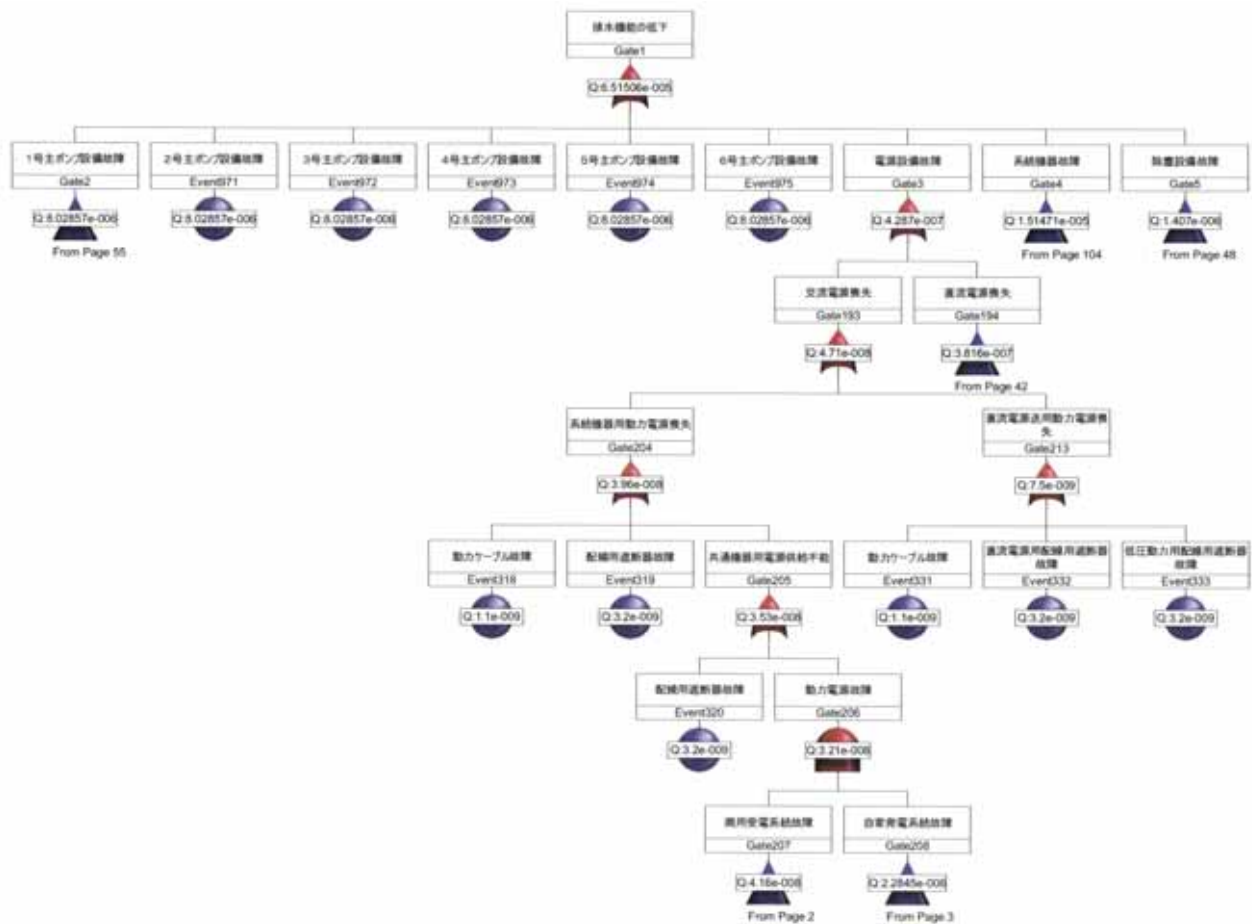 排水機能の低下
Gate1
Q:6.51506e-005
1号主ポンプ設備故障
Gate2
Q:8.02857e-006
From Page 55
2号主ポンプ設備故障
Event971
Q:8.02857e-006
3号主ポンプ設備故障
Event972
Q:8.02857e-006
4号主ポンプ設備故障
Event973
Q:8.02857e-006
5号主ポンプ設備故障
Event974
Q:8.02857e-006
6号主ポンプ設備故障
Event975
Q:8.02857e-006
電源設備故障
Gate3
Q:4.287e-007
系統機器故障
Gate4
Q:1.51471e-005
From Page 104
除塵設備故障
Gate5
Q:1.407e-006
From Page 48
交流電源喪失
Gate193
Q:4.71e-008
直流電源喪失
Gate194
Q:3.816e-007
From Page 42
系統機器用動力電源喪失
Gate204
Q:3.96e-008
直流電源送用動力電源喪
失
Gate213
Q:7.5e-009
動力ケーブル故障
Event318
Q:1.1e-009
配線用遮断器故障
Event319
Q:3.2e-009
共通機器用電源供給不能
Gate205
Q:3.53e-008
動力ケーブル故障
Event331
Q:1.1e-009
直流電源用配線用遮断器
故障
Event332
Q:3.2e-009
低圧動力用配線用遮断器
故障
Event333
Q:3.2e-009
配線用遮断器故障
Event320
Q:3.2e-009
動力電源故障
Gate206
Q:3.21e-008
商用受電系統故障
Gate207
Q:4.16e-008
From Page 2
自家発電系統故障
Gate208
Q:2.2845e-006
From Page 3